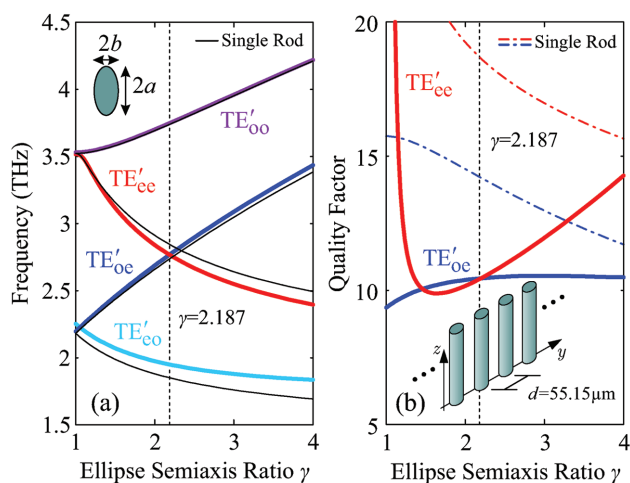 4.5
4
3.5
3
2.5
2
1.5
Frequency (THz)
2b
2a
Single Rod
TE′oo
TE′ee
TE′oe
γ=2.187
TE′eo
(a)
1 2 3 4
Ellipse Semiaxis Ratio γ
20
15
10
5
Quality Factor
Single Rod
TE′ee
γ=2.187
TE′oe
z
y
d=55.15μm
(b)
1 2 3 4
Ellipse Semiaxis Ratio γ